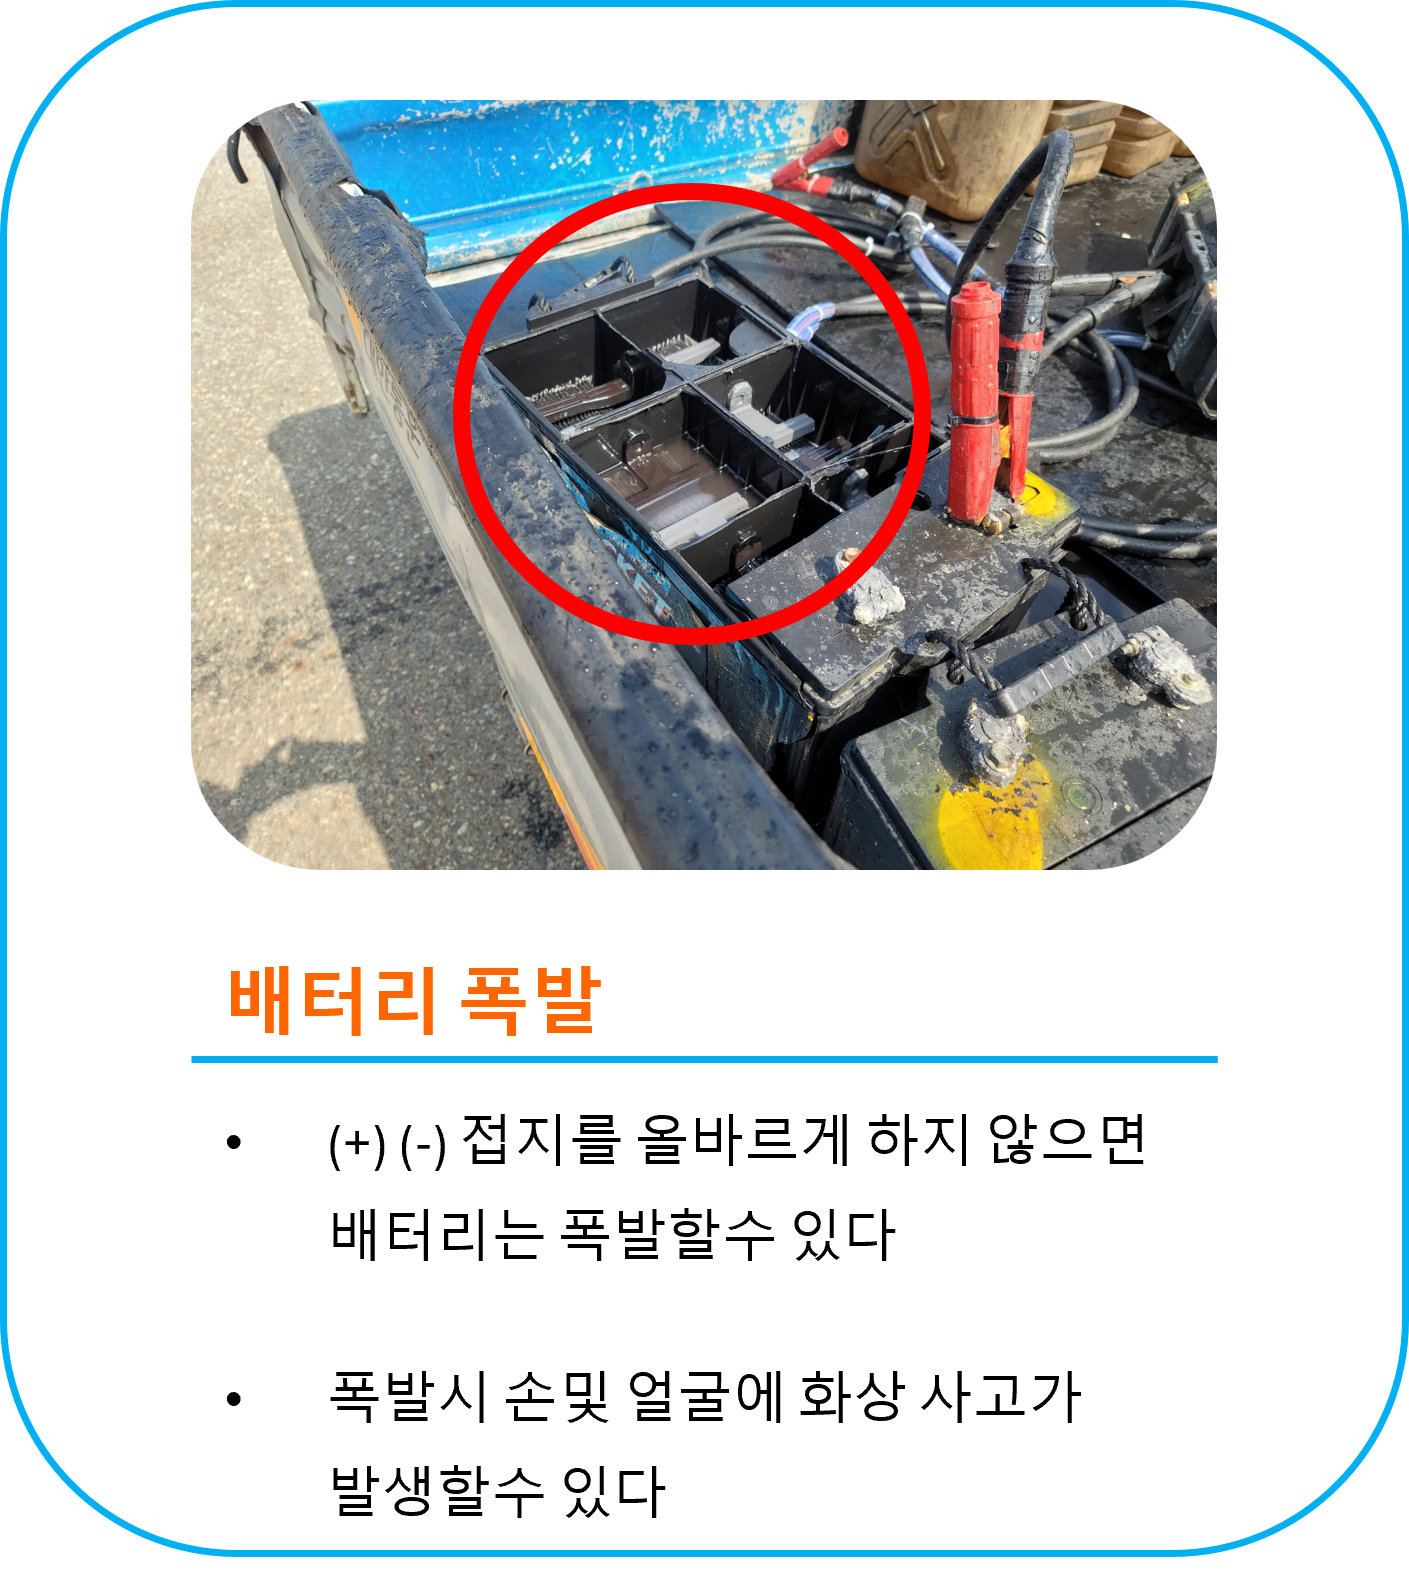 배터리 폭발
• (+) (-) 접지를 올바르게 하지 않으면
배터리는 폭발할수 있다
• 폭발시 손및 얼굴에 화상 사고가
발생할수 있다